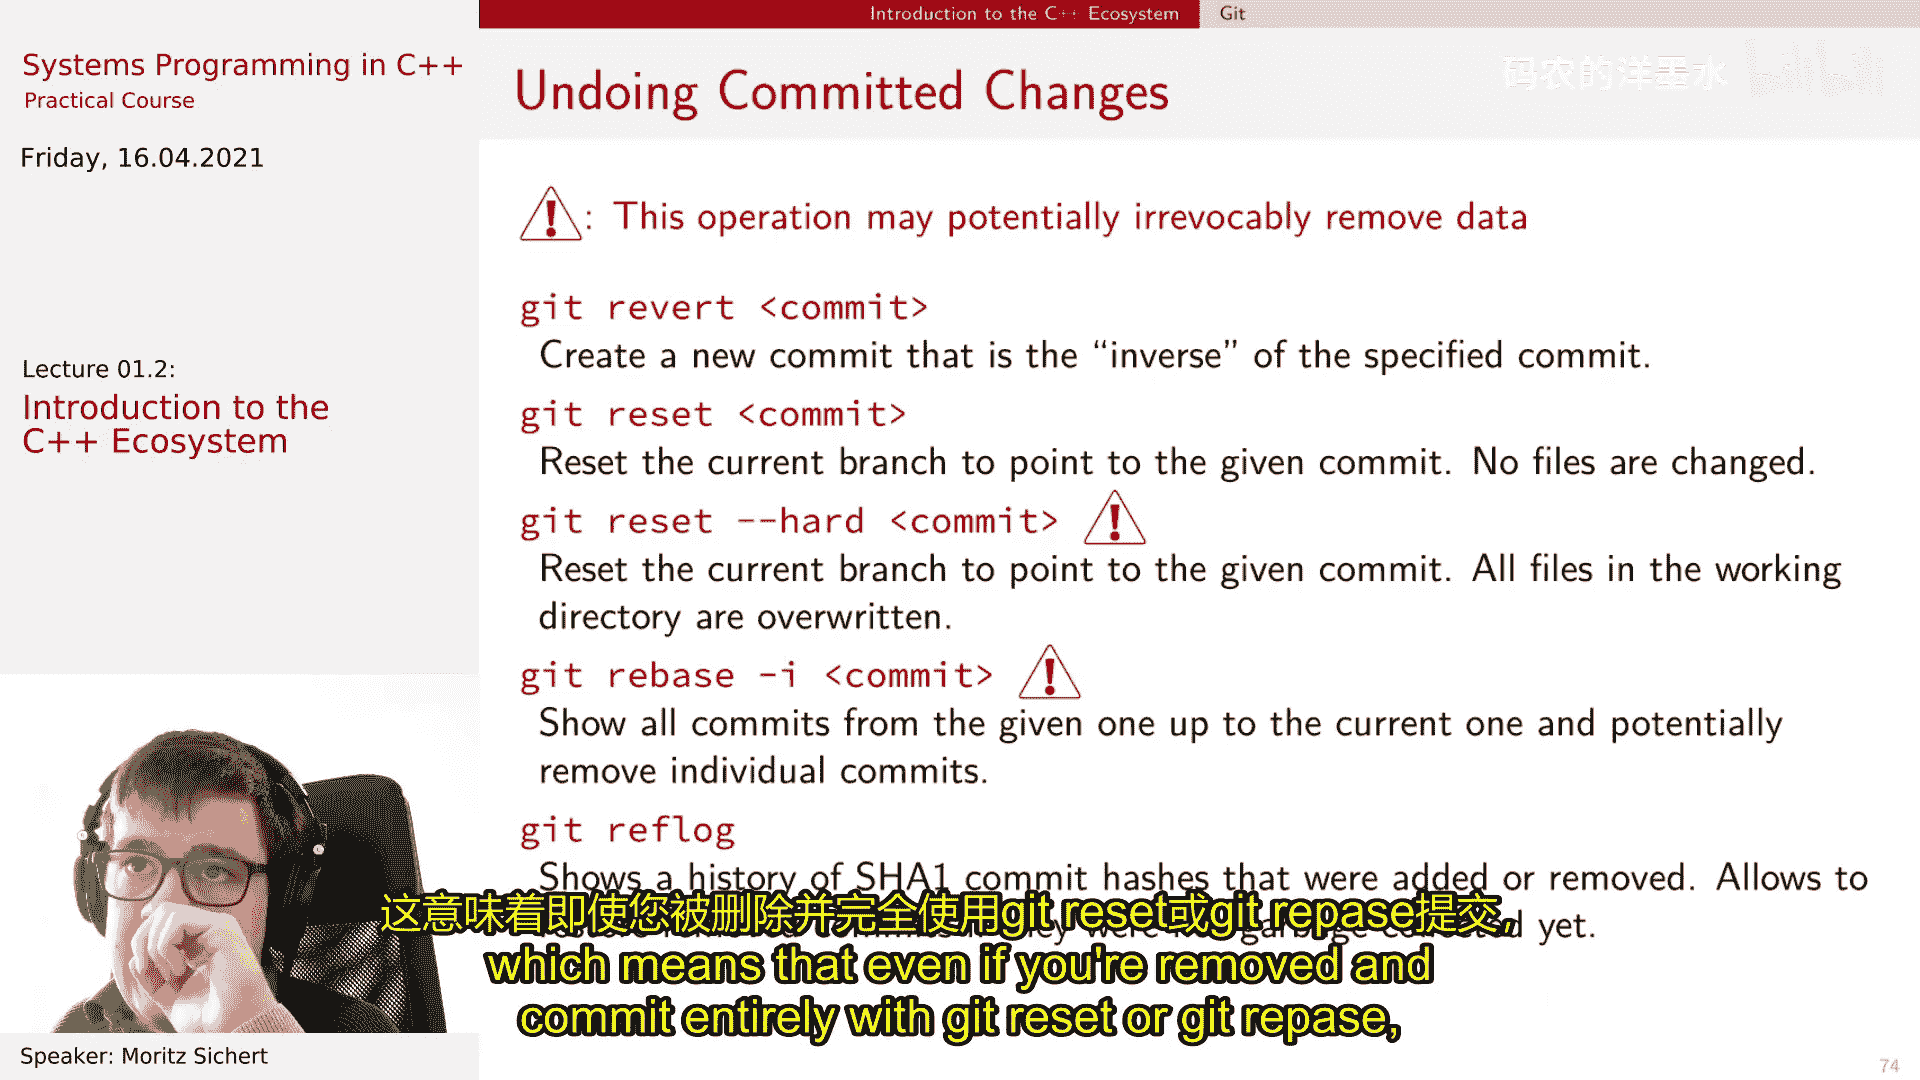 Introduction to the C++ Ecosystem Git
Systems Programming in C++
Practical Course
Friday, 16.04.2021
Lecture 01.2:
Introduction to the
C++ Ecosystem
Speaker: Moritz Sichert
Undoing Committed Changes
码农的洋墨水 bilibili
: This operation may potentially irrevocably remove data
git revert <commit>
Create a new commit that is the “inverse” of the specified commit.
git reset <commit>
Reset the current branch to point to the given commit. No files are changed.
git reset --hard <commit>
Reset the current branch to point to the given commit. All files in the working
directory are overwritten.
git rebase -i <commit>
Show all commits from the given one up to the current one and potentially
remove individual commits.
git reflog
Shows a history of SHA1 commit hashes that were added or removed. Allows to
yet.
这意味着即使您被删除并完全使用git reset或git repase提交,
which means that even if you're removed and
commit entirely with git reset or git repase,
74